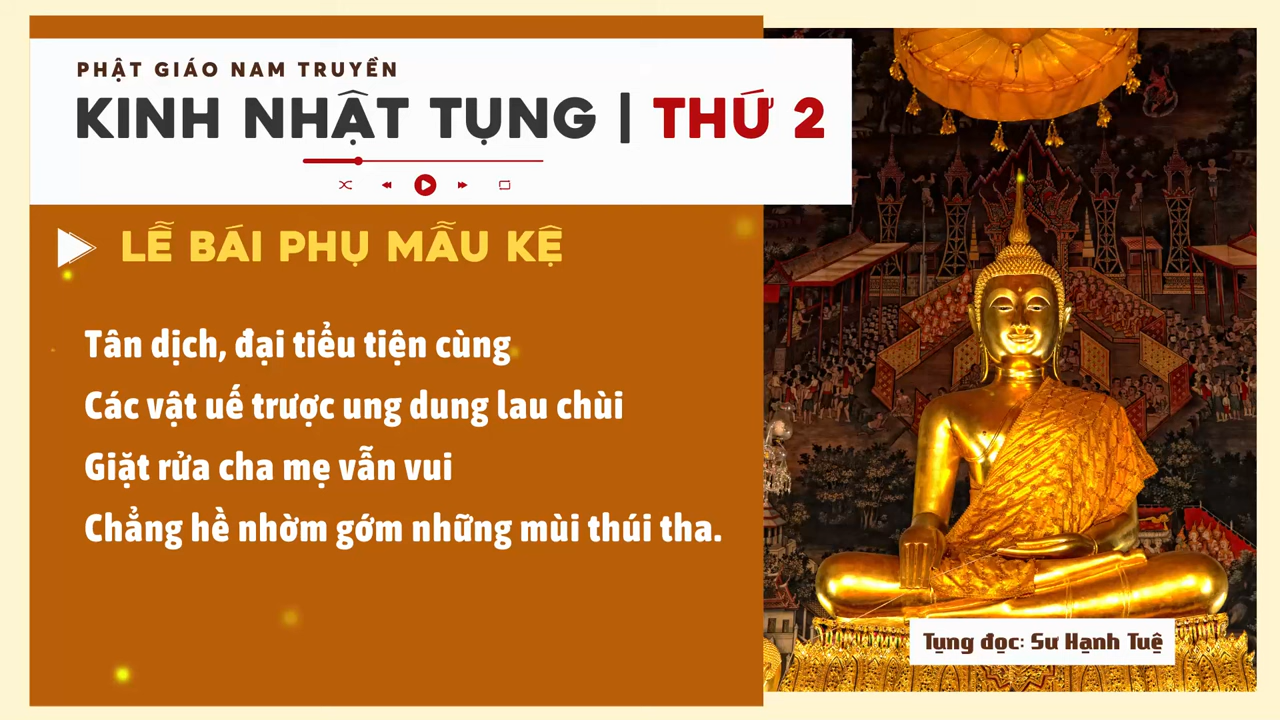 PHẬT GIÁO NAM TRUYỀN
KINH NHẬT TỤNG | THỨ 2
LỄ BÁI PHỤ MẪU KỆ
Tân dịch, đại tiểu tiện cùng
Các vật uế trược ung dung lau chùi
Giặt rửa cha mẹ vẫn vui
Chẳng hề nhờm gớm những mùi thúi tha.
Tụng đọc: Sư Hạnh Tuệ